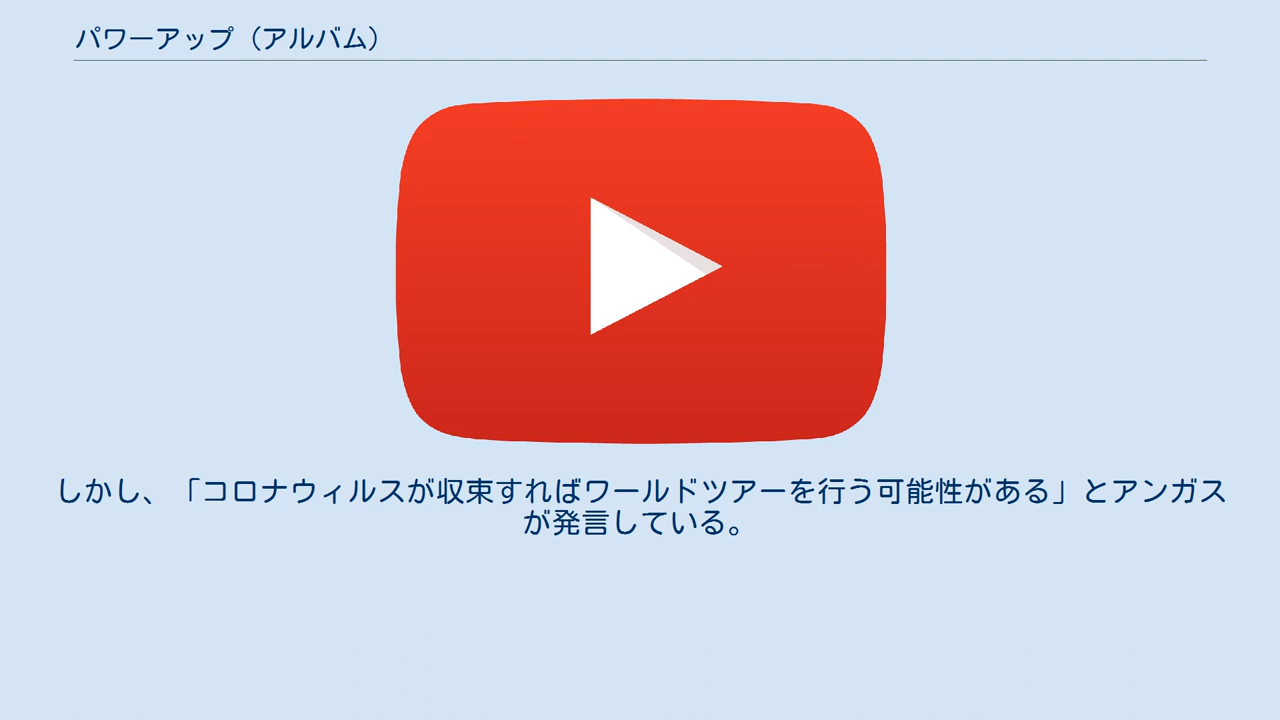 パワーアップ（アルバム）
しかし、「コロナウィルスが収束すればワールドツアーを行う可能性がある」とアンガス
が発言している。